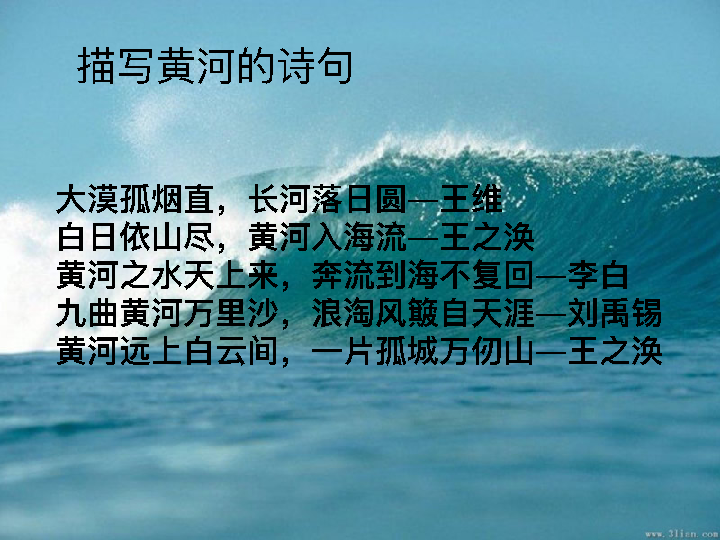 描写黄河的诗句
大漠孤烟直，长河落日圆—王维
白日依山尽，黄河入海流—王之涣
黄河之水天上来，奔流到海不复回—李白
九曲黄河万里沙，浪淘风簸自天涯—刘禹锡
黄河远上白云间，一片孤城万仞山—王之涣
www.3lian.com